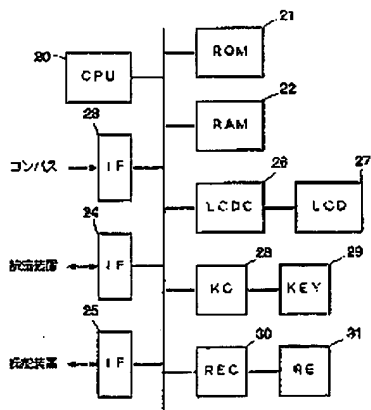 21
20
CPU
ROM
22
23
RAM
コンパス
IF
26
27
LCDC
LCD
24
IF
28
29
KC
KEY
25
30
31
IF
REC
RE